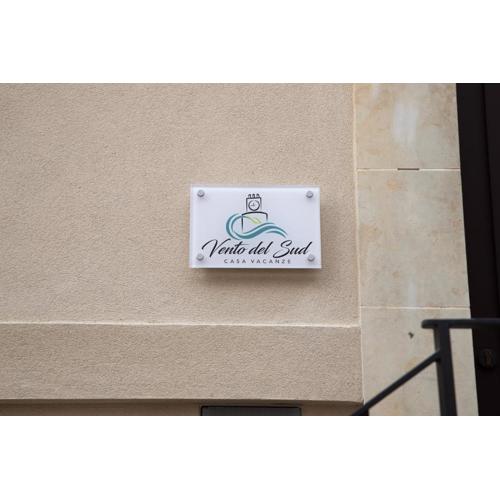 Vento del Sud
CASA VACANZE